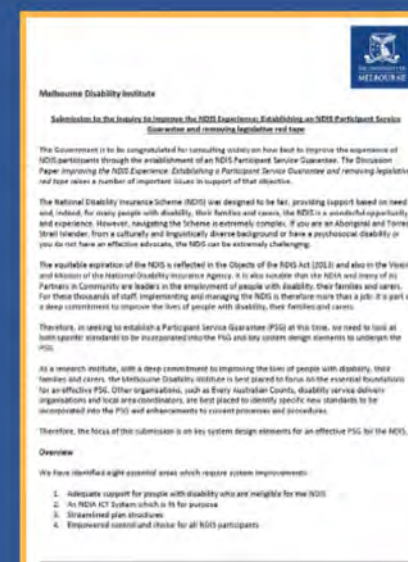 THE UNIVERSITY OF
MELBOURNE
Melbourne Disability Institute
Submission to the Inquiry to Improve the NDIS Experience: Establishing an NDIS Participant Service
Guarantee and removing legislative red tape
The Government is to be congratulated for consulting widely on how best to improve the experience of
NDIS participants through the establishment of an NDIS Participant Service Guarantee. The Discussion
Paper Improving the NDIS Experience: Establishing a Participant Service Guarantee and removing legislative
red tape raises a number of important issues in support of that objective.
The National Disability Insurance Scheme (NDIS) was designed to be fair, providing support based on need
and, indeed, for many people with disability, their families and carers, the NDIS is a wonderful opportunity
and experience. However, navigating the Scheme is extremely complex. If you are an Aboriginal and Torres
Strait Islander, from a culturally and linguistically diverse background or have a psychosocial disability or
you do not have an effective advocate, the NDIS can be extremely challenging.
The equitable aspiration of the NDIS is reflected in the Objects of the NDIS Act (2013) and also in the Vision
and Mission of the National Disability Insurance Agency. It is also notable that the NDIA and many of its
Partners in Community are leaders in the employment of people with disability, their families and carers.
For these thousands of staff, implementing and managing the NDIS is therefore more than a job: it is part of
a deep commitment to improve the lives of people with disability, their families and carers.
Therefore, in seeking to establish a Participant Service Guarantee (PSG) at this time, we need to look at
both specific standards to be incorporated into the PSG and key system design elements to underpin the
PSG.
As a research institute, with a deep commitment to improving the lives of people with disability, their
families and carers, the Melbourne Disability Institute is best placed to focus on the essential foundations
for an effective PSG. Other organisations, such as Every Australian Counts, disability service delivery
organisations and local area coordinators, are best placed to identify specific new standards to be
incorporated into the PSG and enhancements to current processes and procedures.
Therefore, the focus of this submission is on key system design elements for an effective PSG for the NDIS.
Overview
We have identified eight essential areas which require system improvements:
1. Adequate support for people with disability who are ineligible for the NDIS
2. An NDIA ICT System which is fit for purpose
3. Streamlined plan structures
4. Empowered control and choice for all NDIS participants